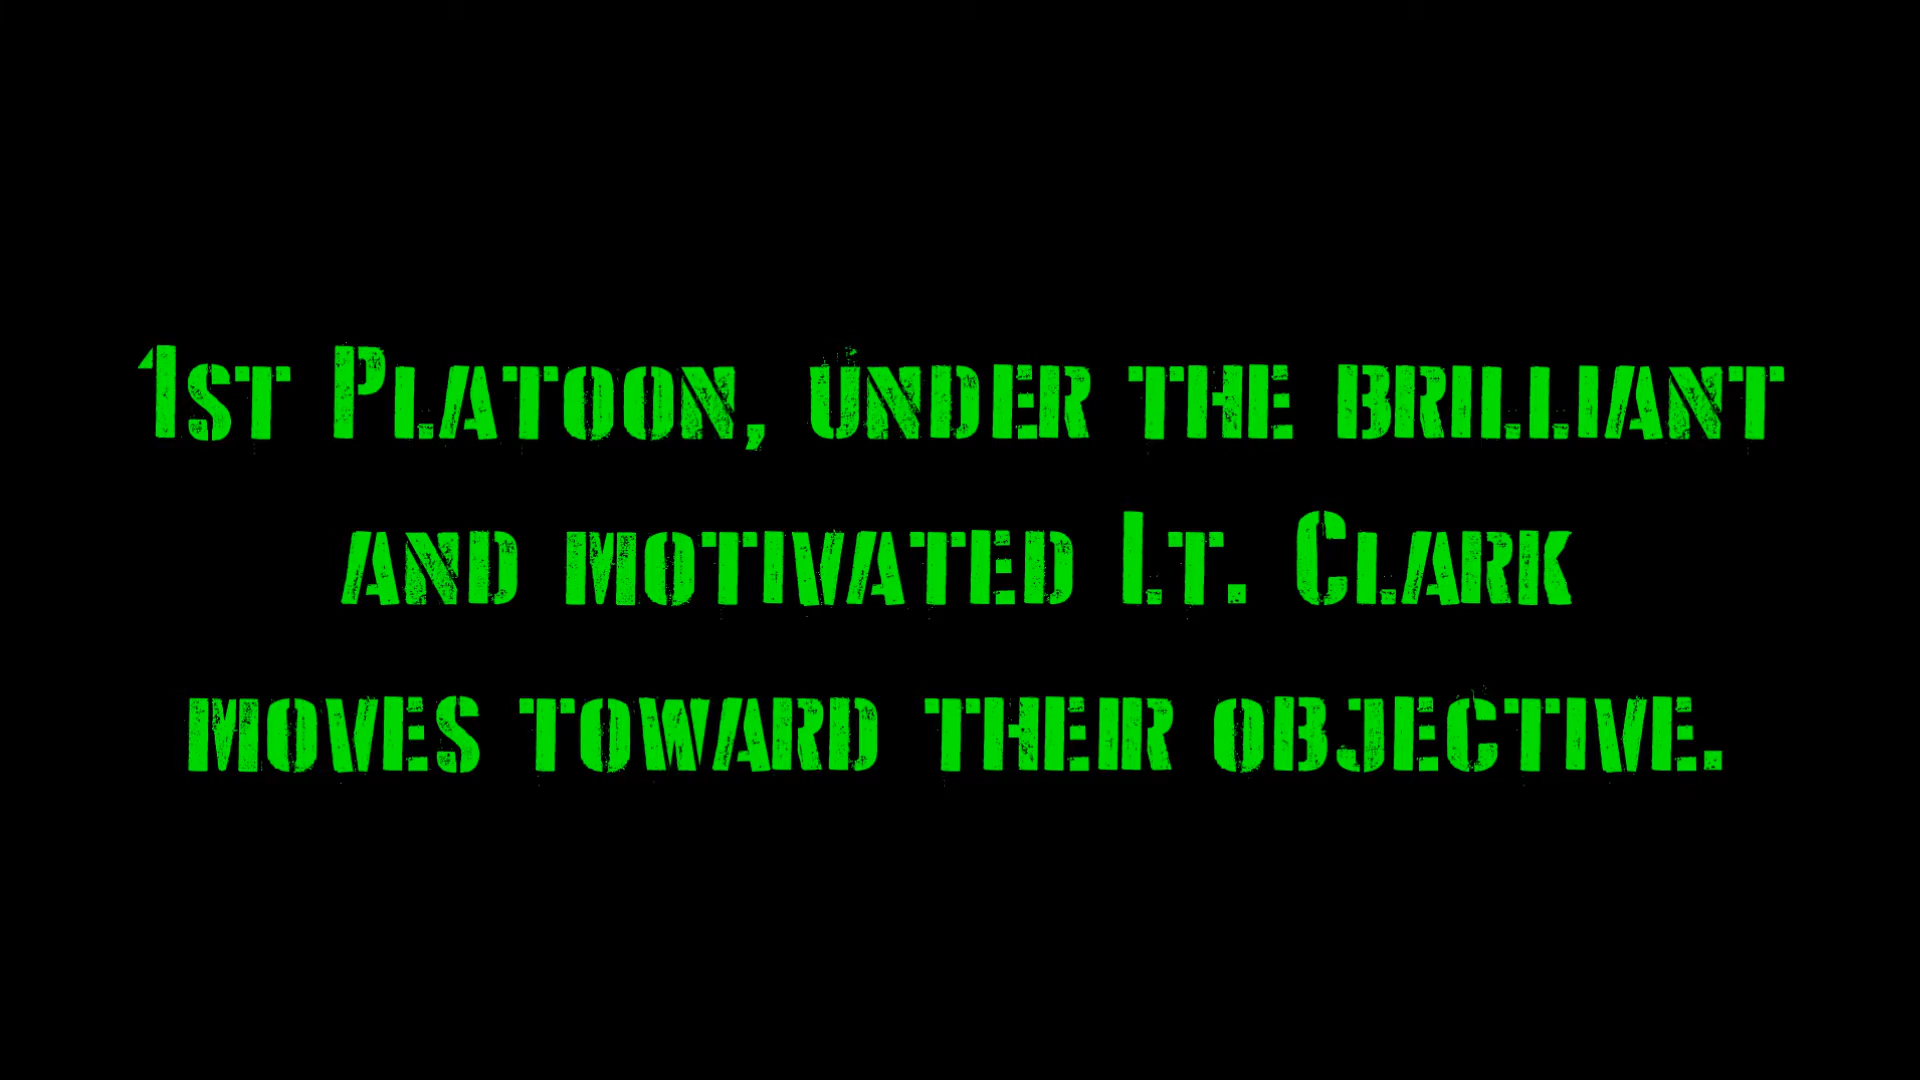 1st Platoon, under the brilliant
and motivated Lt. Clark
moves toward their objective.